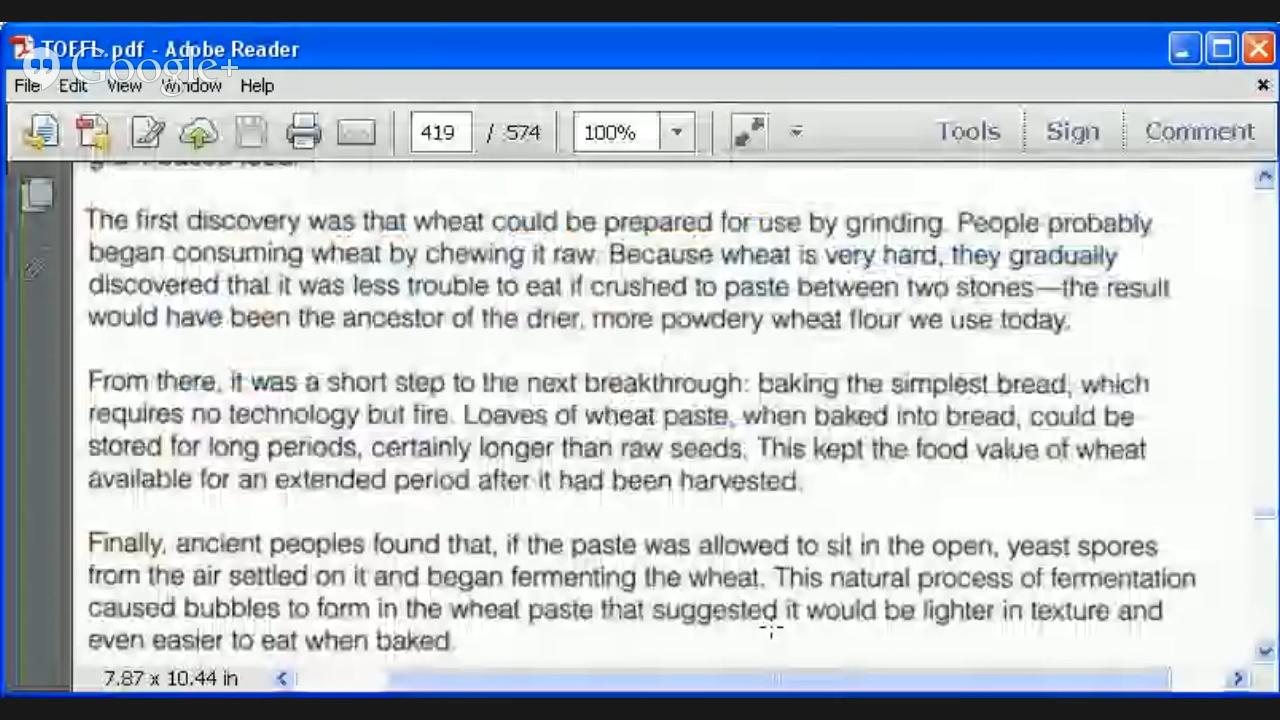 TOEFL.pdf - Adobe Reader
Google+
File Edit View Window Help
419 / 574 100% Tools Sign Comment
The first discovery was that wheat could be prepared for use by grinding. People probably
began consuming wheat by chewing it raw. Because wheat is very hard, they gradually
discovered that it was less trouble to eat if crushed to paste between two stones—the result
would have been the ancestor of the drier, more powdery wheat flour we use today.
From there, it was a short step to the next breakthrough: baking the simplest bread, which
requires no technology but fire. Loaves of wheat paste, when baked into bread, could be
stored for long periods, certainly longer than raw seeds. This kept the food value of wheat
available for an extended period after it had been harvested.
Finally, ancient peoples found that, if the paste was allowed to sit in the open, yeast spores
from the air settled on it and began fermenting the wheat. This natural process of fermentation
caused bubbles to form in the wheat paste that suggested it would be lighter in texture and
even easier to eat when baked.
7.87 x 10.44 in